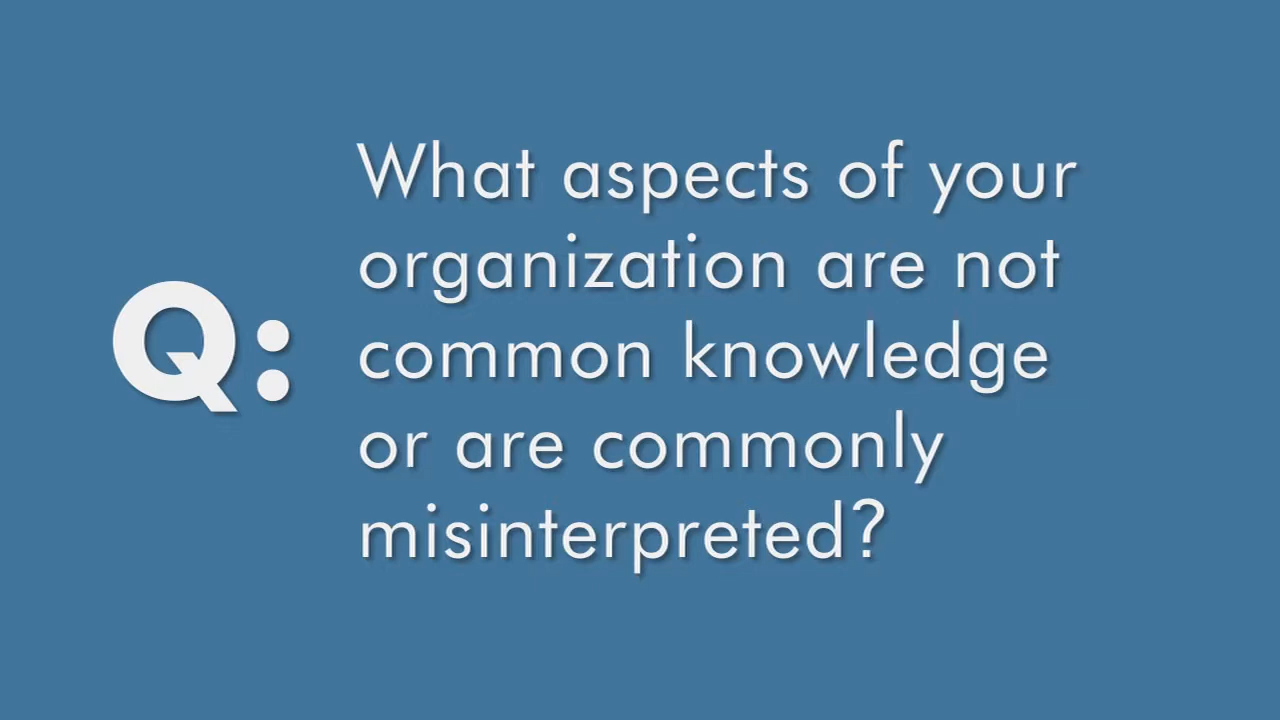 Q:
What aspects of your
organization are not
common knowledge
or are commonly
misinterpreted?